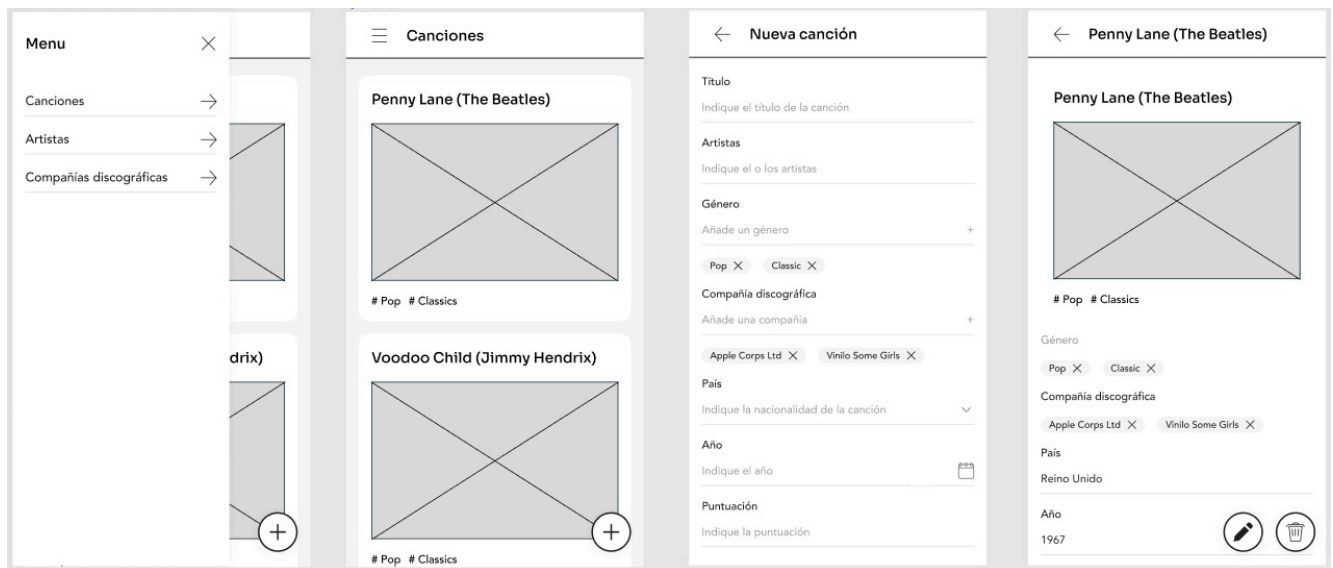 Menu
Canciones
Artistas
Compañías discográficas
drix)
Canciones
Penny Lane (The Beatles)
# Pop # Classics
Voodoo Child (Jimmy Hendrix)
# Pop # Classics
Nueva canción
Título
Indique el título de la canción
Artistas
Indique el o los artistas
Género
Añade un género
Pop Classic
Compañía discográfica
Añade una compañía
Apple Corps Ltd Vinilo Some Girls
País
Indique la nacionalidad de la canción
Año
Indique el año
Puntuación
Indique la puntuación
Penny Lane (The Beatles)
Penny Lane (The Beatles)
# Pop # Classics
Género
Pop Classic
Compañía discográfica
Apple Corps Ltd Vinilo Some Girls
País
Reino Unido
Año
1967